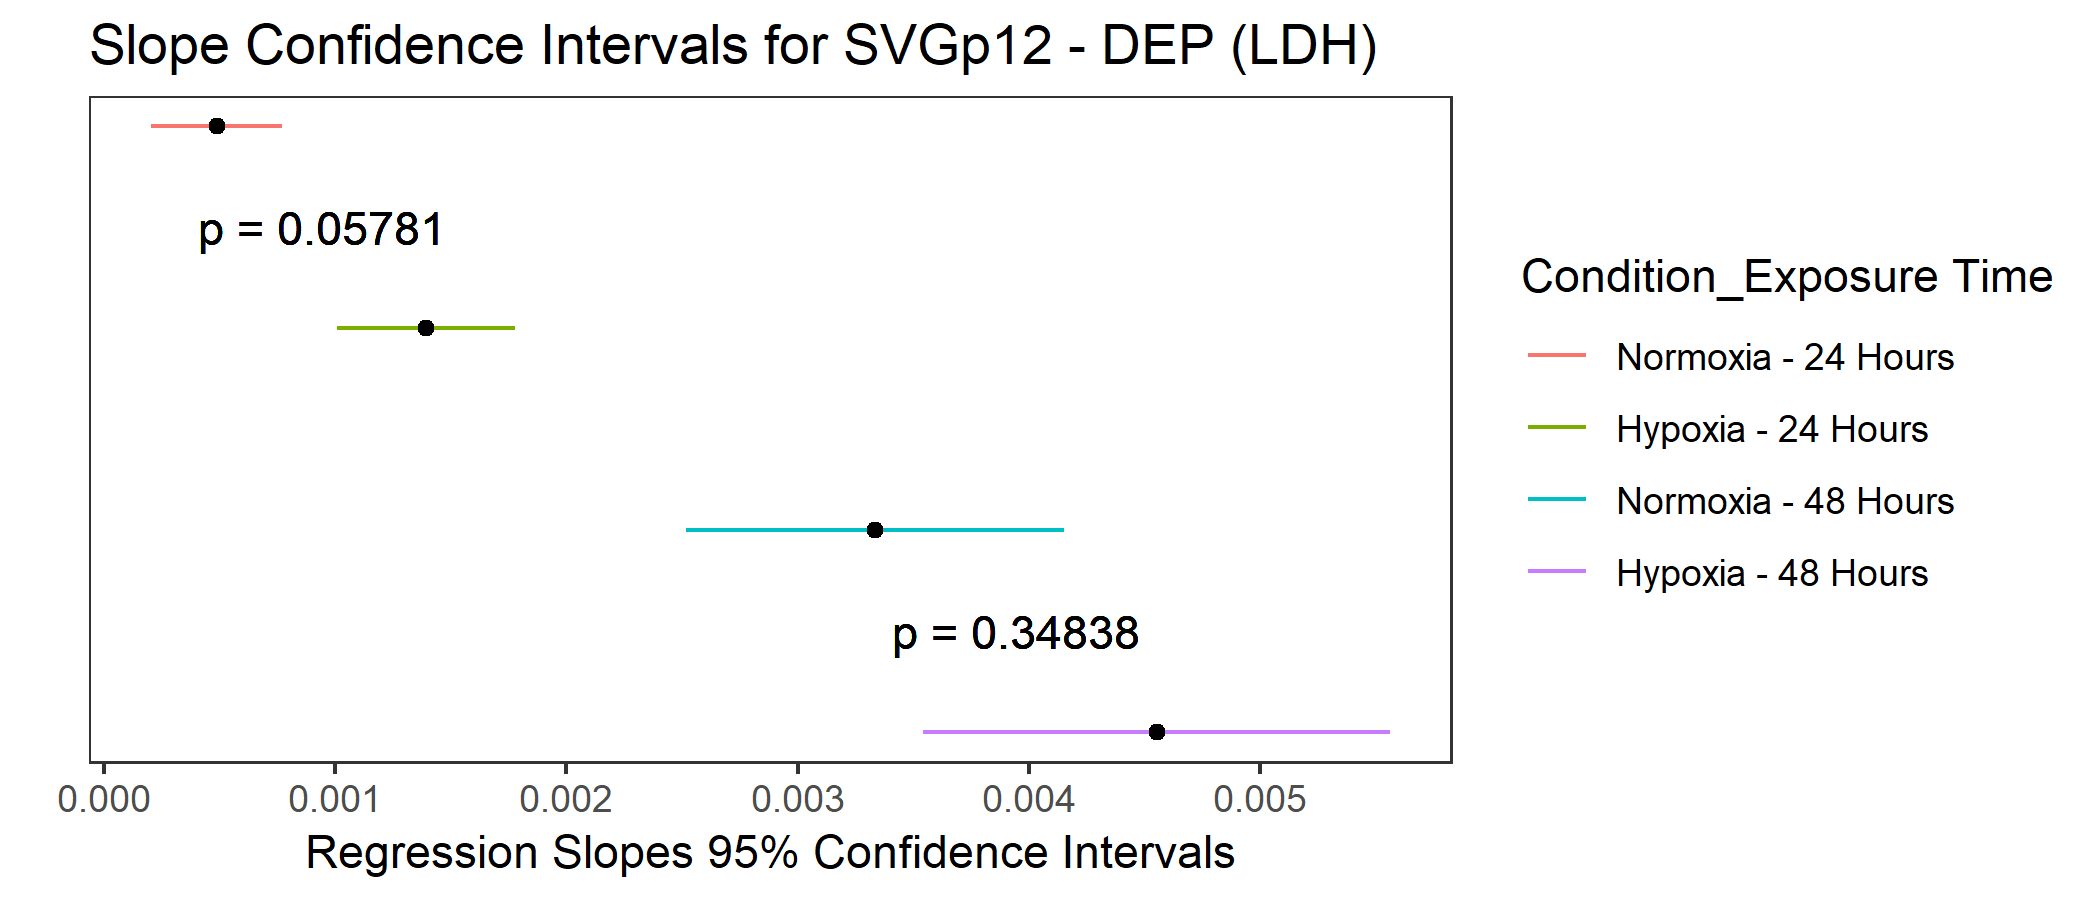 Slope Confidence Intervals for SVGp12 - DEP (LDH)
p = 0.05781
p = 0.34838
0.000 0.001 0.002 0.003 0.004 0.005
Regression Slopes 95% Confidence Intervals
Condition_Exposure Time
Normoxia - 24 Hours
Hypoxia - 24 Hours
Normoxia - 48 Hours
Hypoxia - 48 Hours